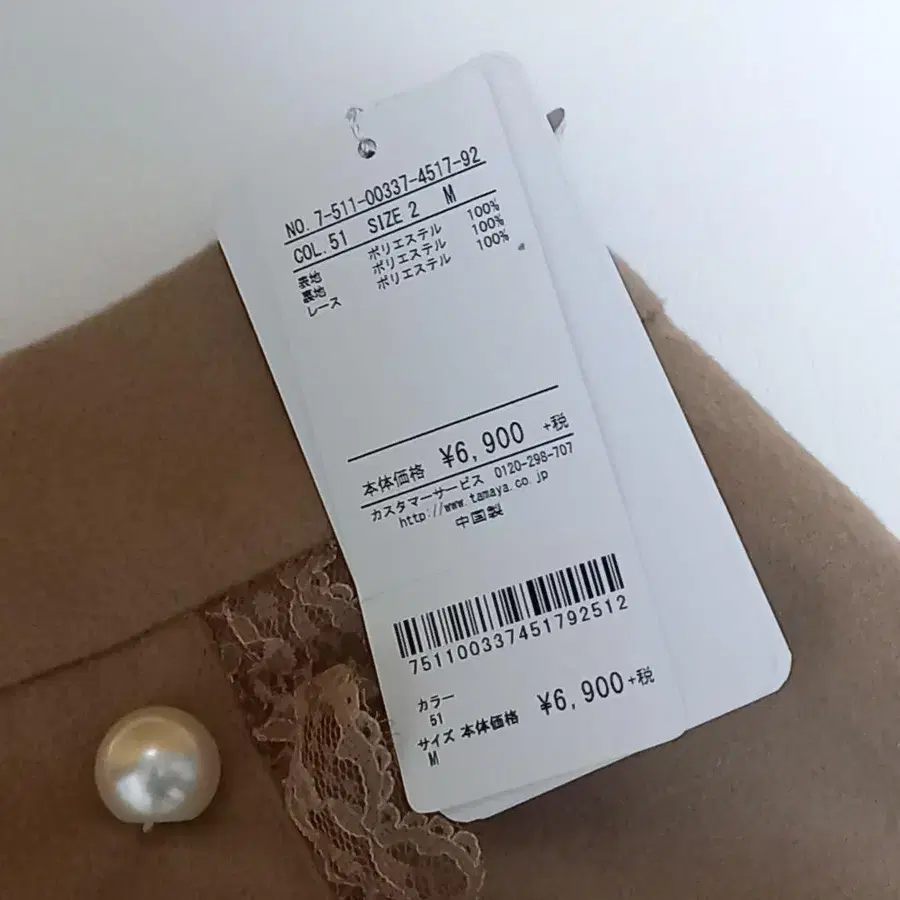 NO. 7-511-00337-4517-92
COL. 51 SIZE 2 M
表地 ポリエステル 100%
裏地 ポリエステル 100%
レース ポリエステル 100%
本体価格 ¥6,900 +税
カスタマーサービス 0120-298-707
http://www.tamaya.co.jp
中国製
751100337451792512
カラー
51
サイズ 本体価格 ¥6,900+税
M